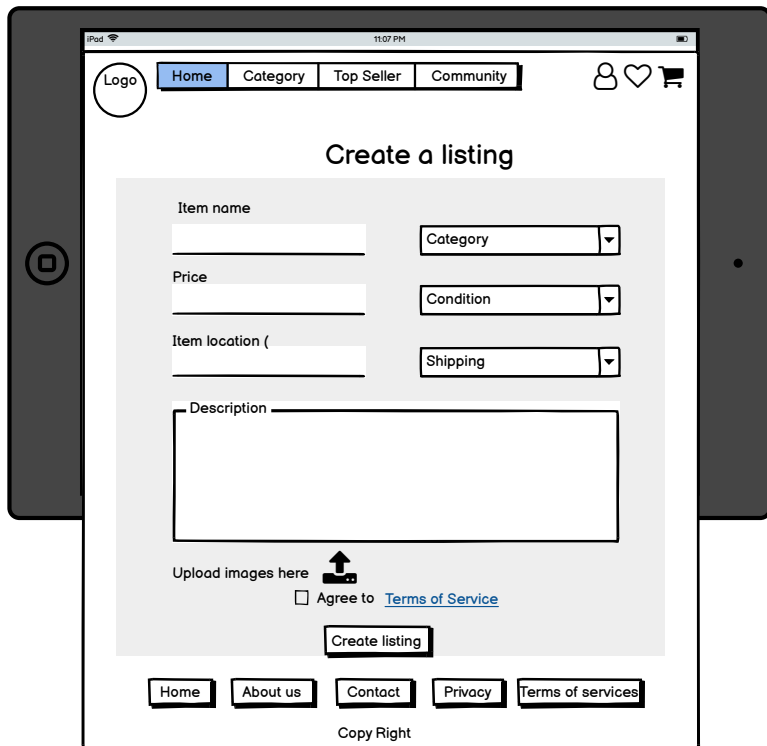 iPad 11:07 PM
Logo Home Category Top Seller Community
Create a listing
Item name
Category
Price
Condition
Item location (
Shipping
Description
Upload images here
Agree to Terms of Service
Create listing
Home About us Contact Privacy Terms of services
Copy Right